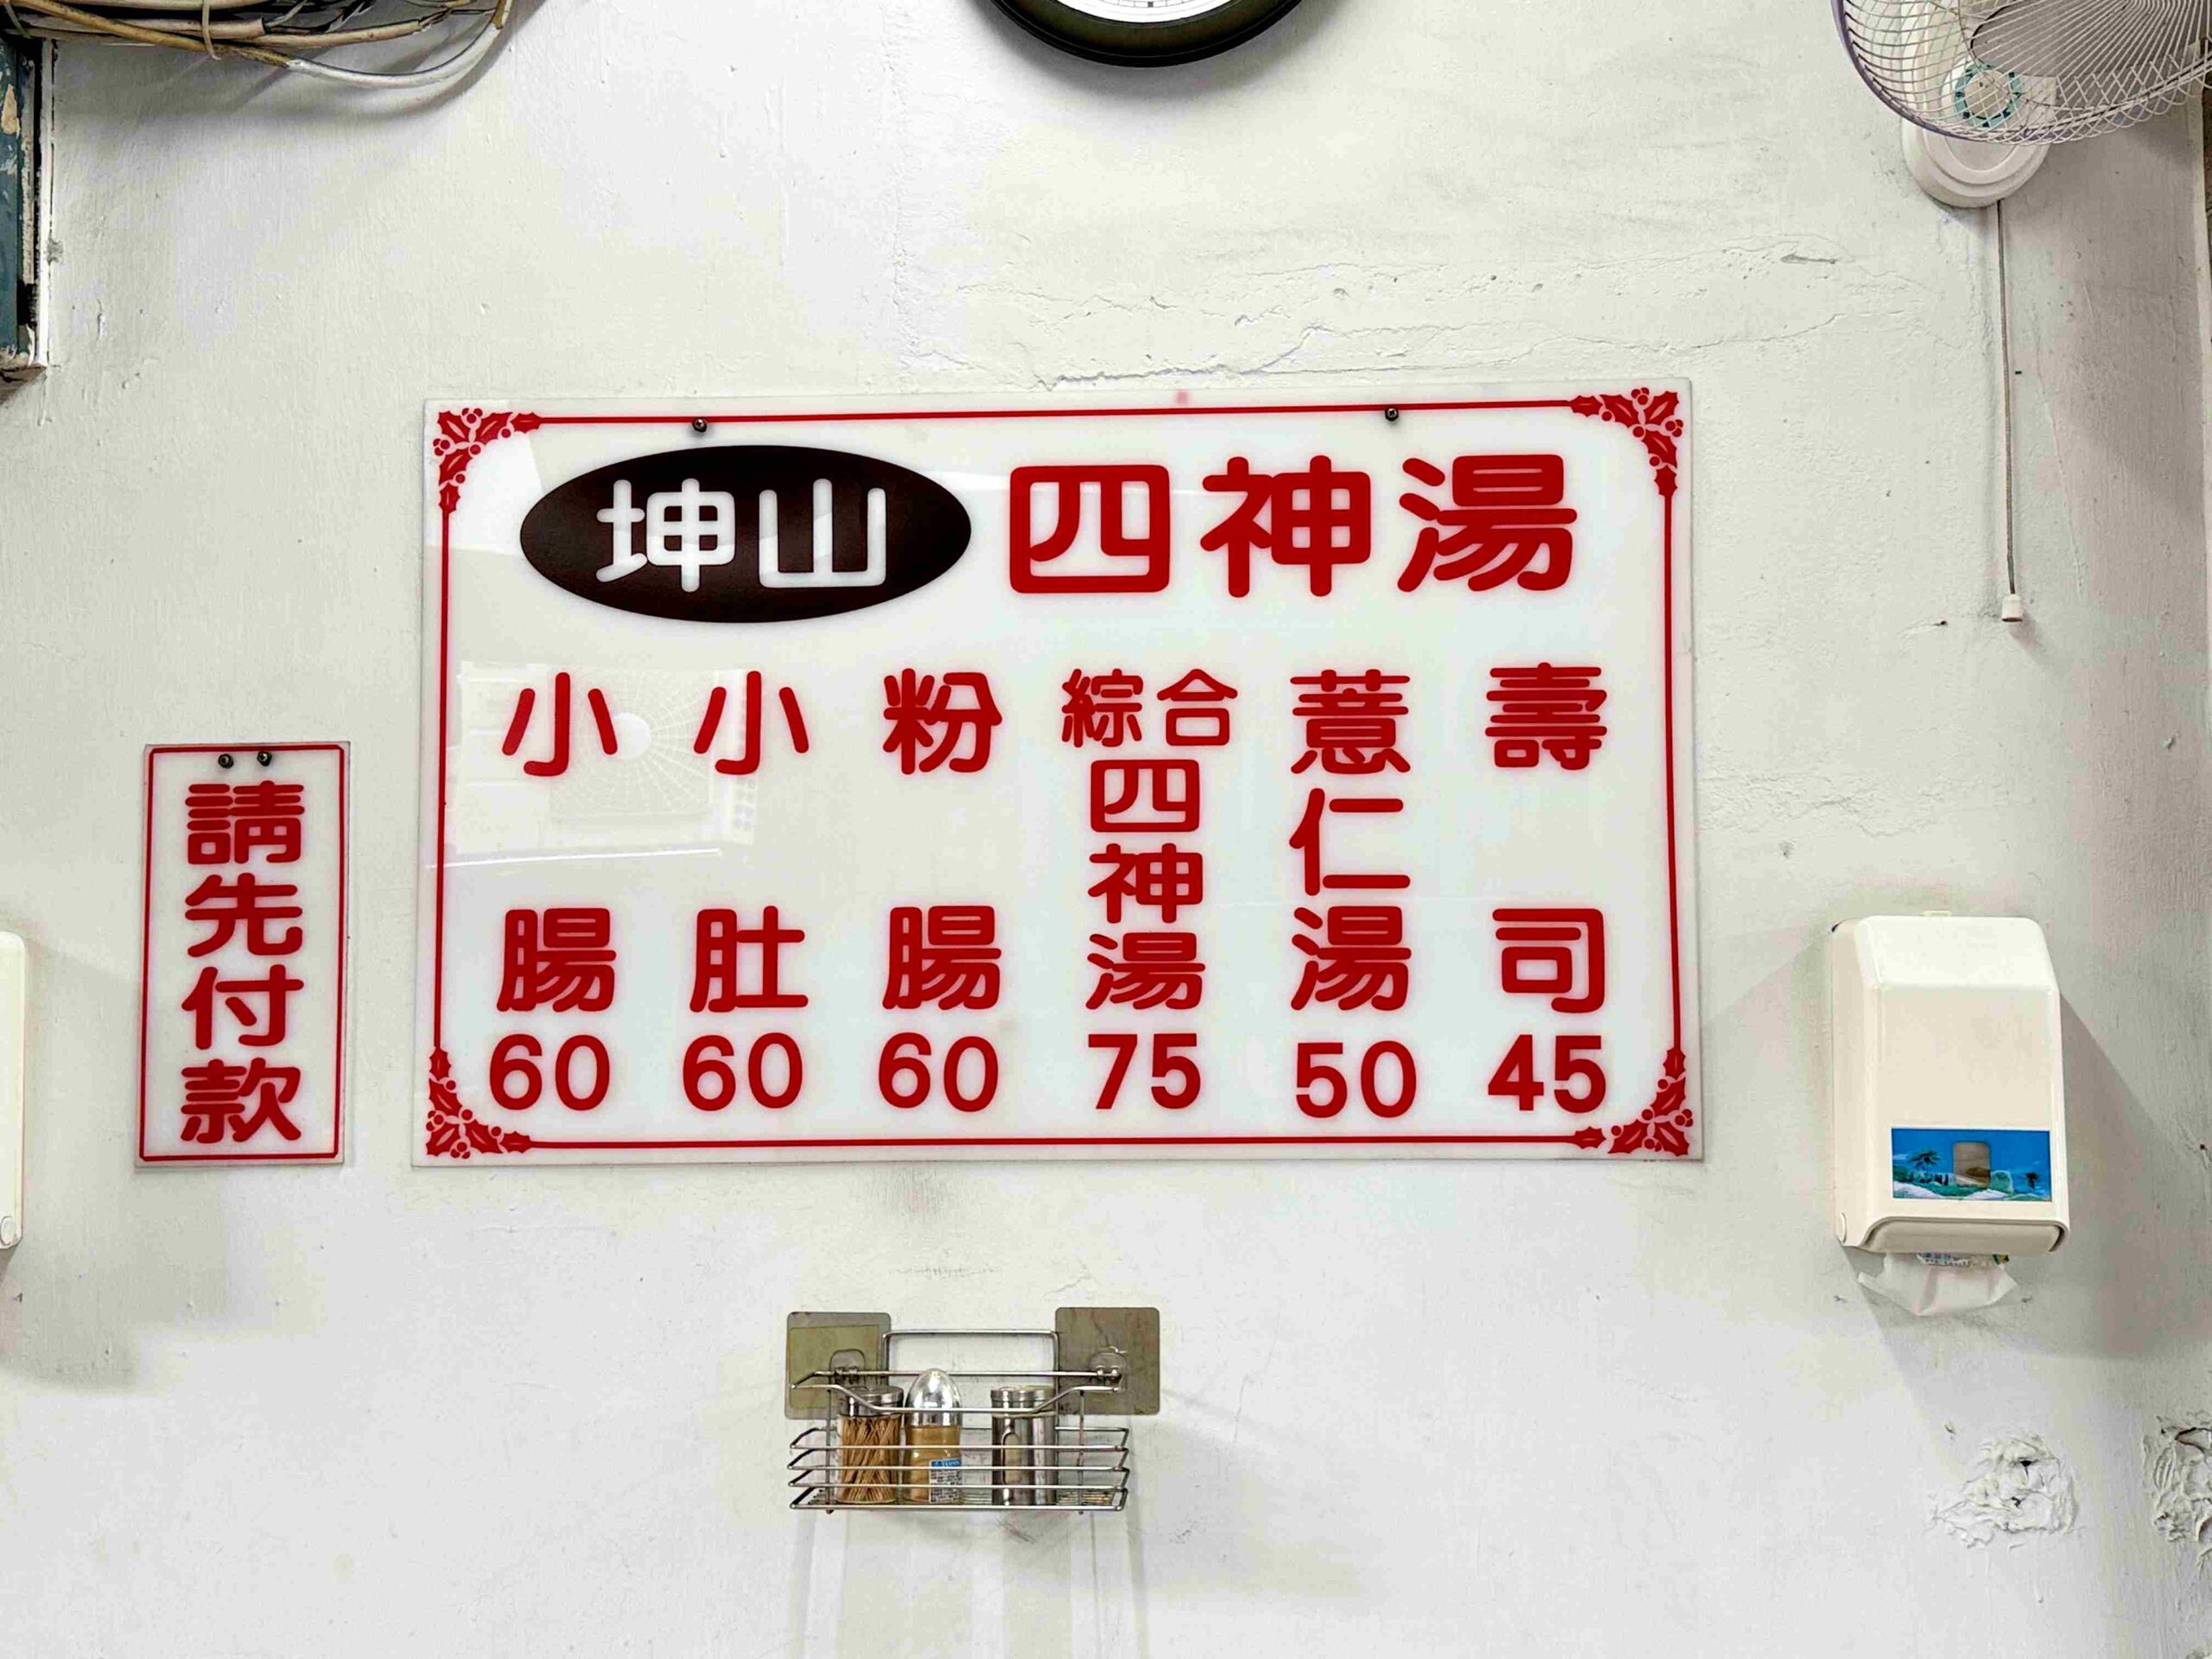 坤山 四神湯
小腸 60
小肚 60
粉腸 60
綜合四神湯 75
薏仁湯 50
壽司 45
請先付款